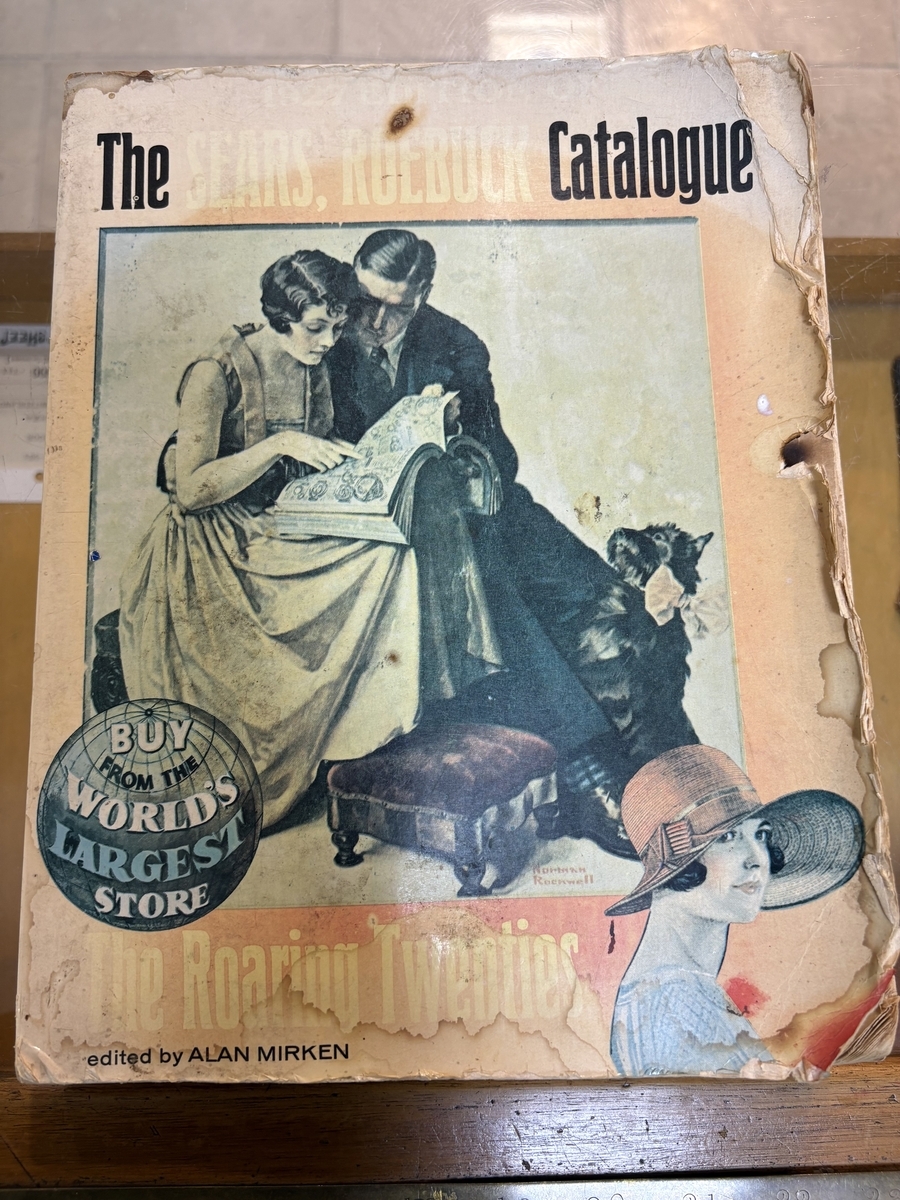 The SEARS, ROEBUCK Catalogue
BUY
FROM THE
WORLD'S
LARGEST
STORE
Norman
Rockwell
The Roaring Twenties
edited by ALAN MIRKEN